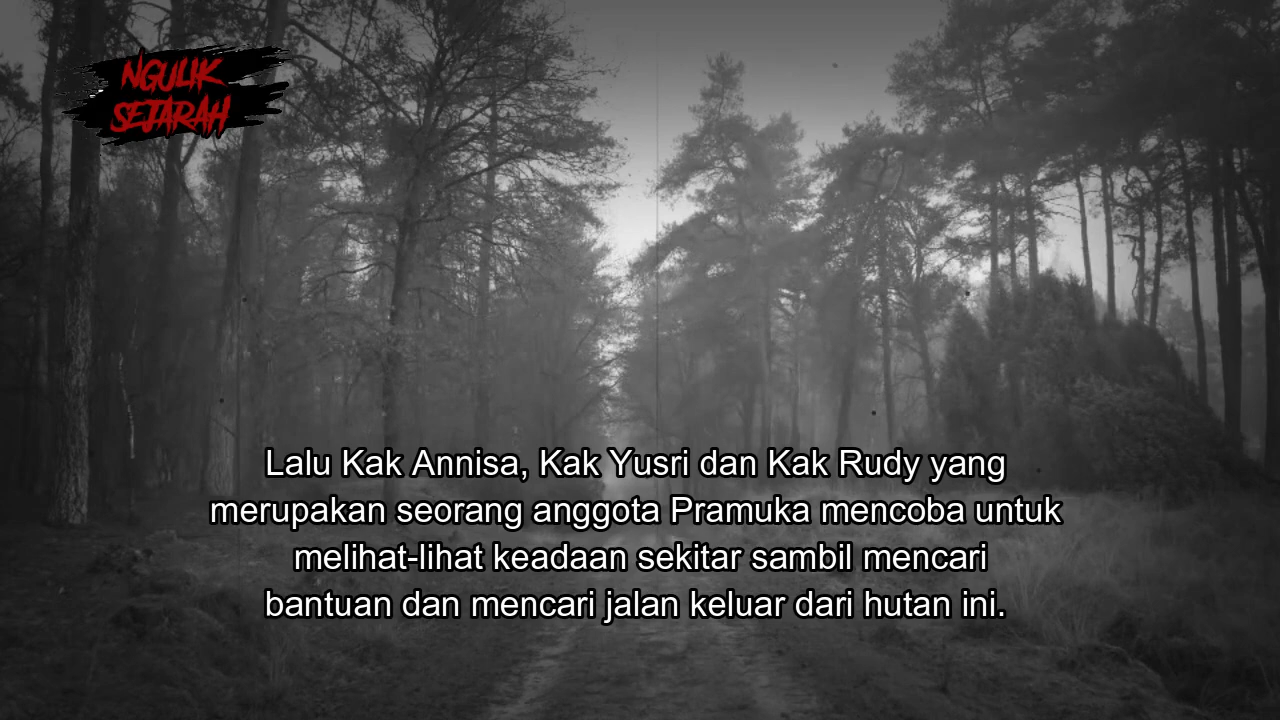 NGULIK
SEJARAH
Lalu Kak Annisa, Kak Yusri dan Kak Rudy yang
merupakan seorang anggota Pramuka mencoba untuk
melihat-lihat keadaan sekitar sambil mencari
bantuan dan mencari jalan keluar dari hutan ini.